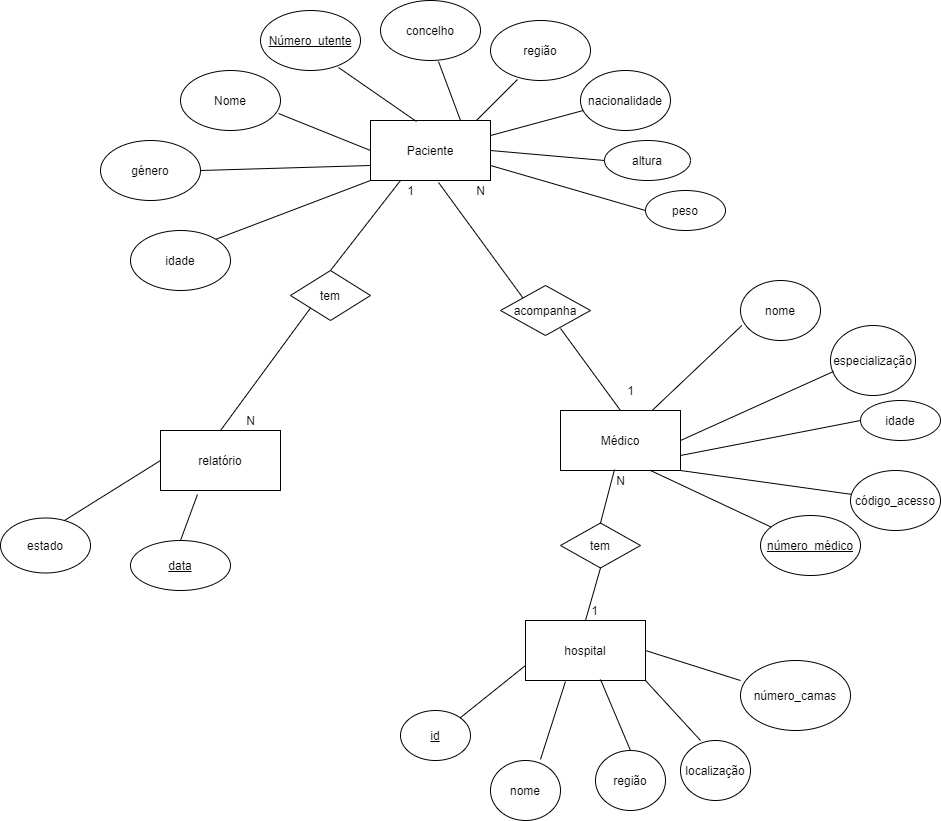 concelho
Número_utente
região
Nome
nacionalidade
Paciente
altura
género
1
N
peso
idade
tem
acompanha
nome
especialização
1
N
idade
Médico
relatório
N
código_acesso
estado
tem
número_médico
data
1
hospital
número_camas
id
localização
nome
região